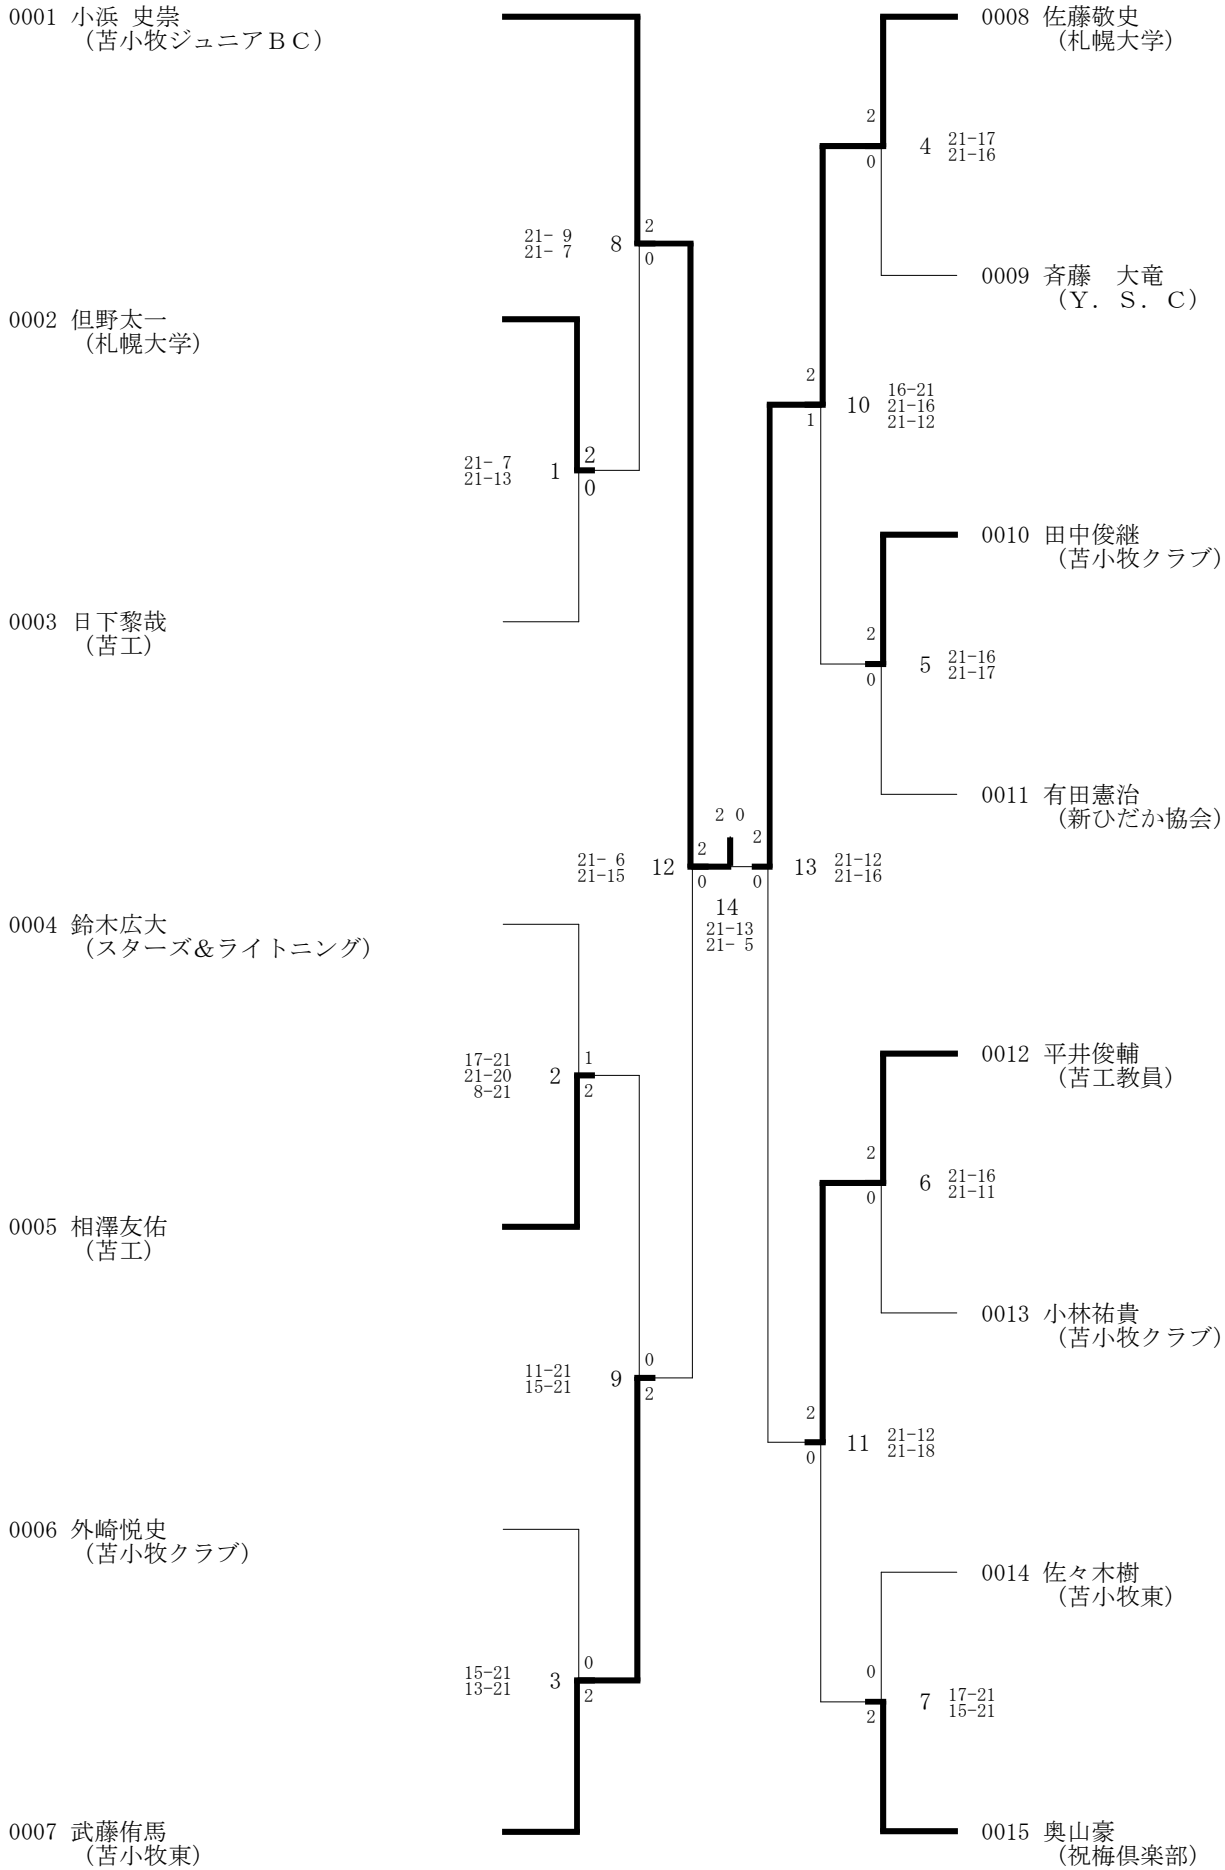 0001 小浜 史崇
（苫小牧ジュニアＢＣ）
21- 9
21- 7
8
2
0
0002 但野太一
（札幌大学）
21- 7
21-13
1
2
0
0003 日下黎哉
（苫工）
21- 6
21-15
12
2
0
0004 鈴木広大
（スターズ＆ライトニング）
17-21
21-20
8-21
2
1
2
0005 相澤友佑
（苫工）
11-21
15-21
9
0
2
0006 外崎悦史
（苫小牧クラブ）
15-21
13-21
3
0
2
0007 武藤侑馬
（苫小牧東）
2 0
14
21-13
21- 5
0008 佐藤敬史
（札幌大学）
2
0
4
21-17
21-16
0009 斉藤　大竜
（Ｙ．Ｓ．Ｃ）
2
1
10
16-21
21-16
21-12
0010 田中俊継
（苫小牧クラブ）
2
0
5
21-16
21-17
0011 有田憲治
（新ひだか協会）
2
0
13
21-12
21-16
0012 平井俊輔
（苫工教員）
2
0
6
21-16
21-11
0013 小林祐貴
（苫小牧クラブ）
2
0
11
21-12
21-18
0014 佐々木樹
（苫小牧東）
0
2
7
17-21
15-21
0015 奥山豪
（祝梅倶楽部）